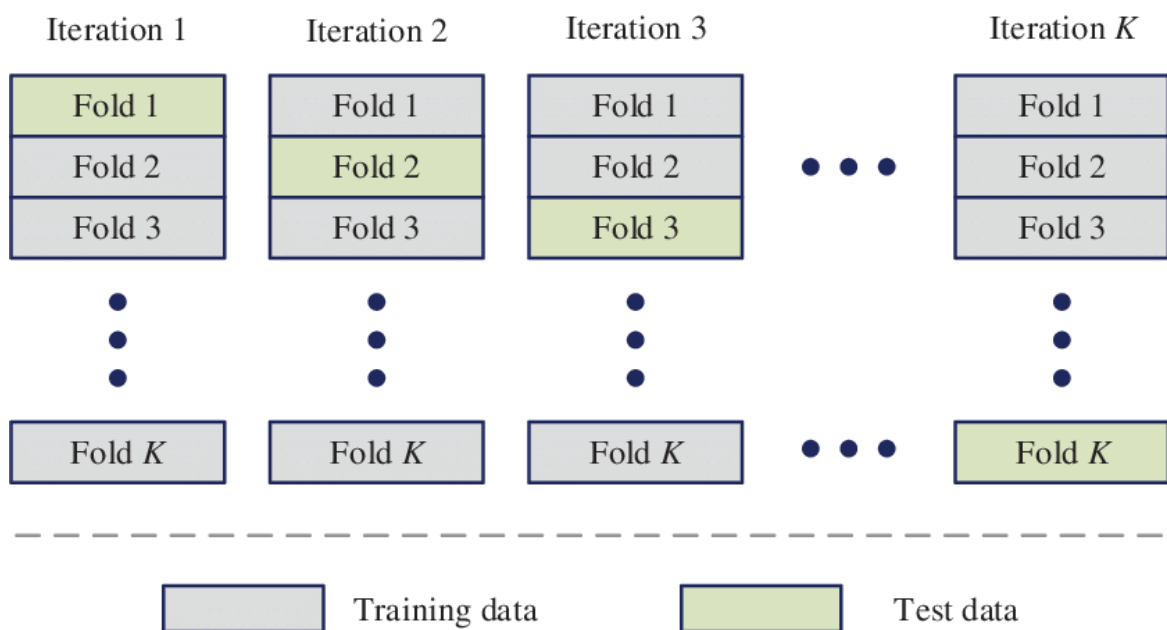 Iteration 1 Iteration 2 Iteration 3 Iteration K
Fold 1 Fold 1 Fold 1 Fold 1
Fold 2 Fold 2 Fold 2 Fold 2
Fold 3 Fold 3 Fold 3 Fold 3
Fold K Fold K Fold K Fold K
Training data Test data